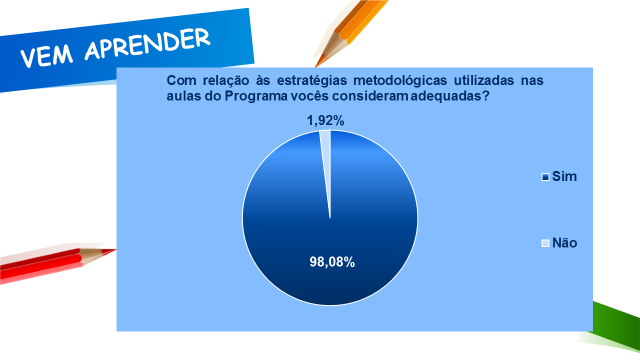 VEM APRENDER
Com relação às estratégias metodológicas utilizadas nas
aulas do Programa vocês consideram adequadas?
1,92%
98,08%
Sim
Não